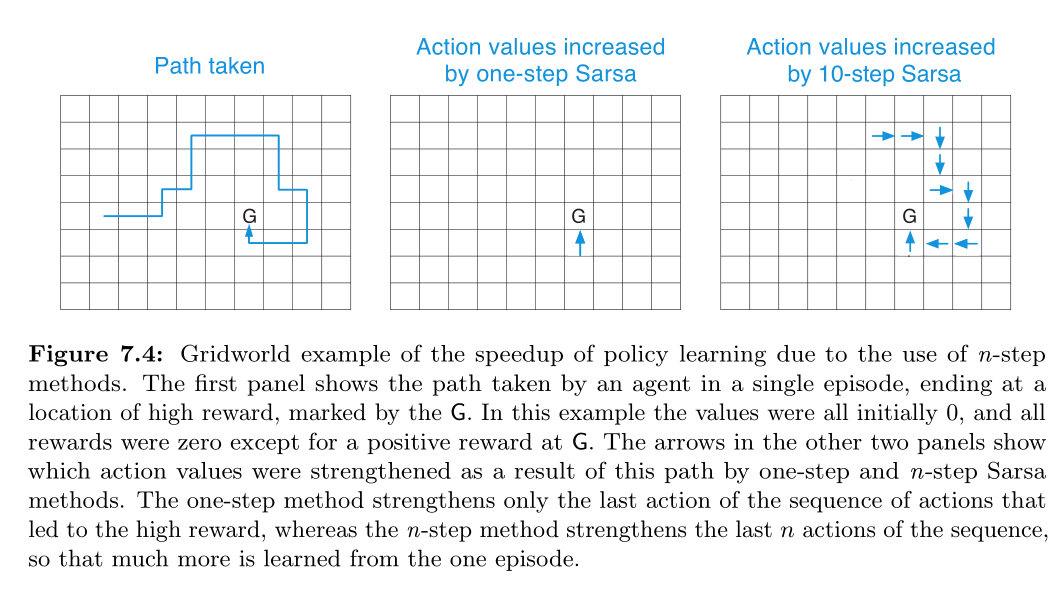 Path taken
Action values increased
by one-step Sarsa
Action values increased
by 10-step Sarsa
G
G
G
Figure 7.4: Gridworld example of the speedup of policy learning due to the use of n-step
methods. The first panel shows the path taken by an agent in a single episode, ending at a
location of high reward, marked by the G. In this example the values were all initially 0, and all
rewards were zero except for a positive reward at G. The arrows in the other two panels show
which action values were strengthened as a result of this path by one-step and n-step Sarsa
methods. The one-step method strengthens only the last action of the sequence of actions that
led to the high reward, whereas the n-step method strengthens the last n actions of the sequence,
so that much more is learned from the one episode.